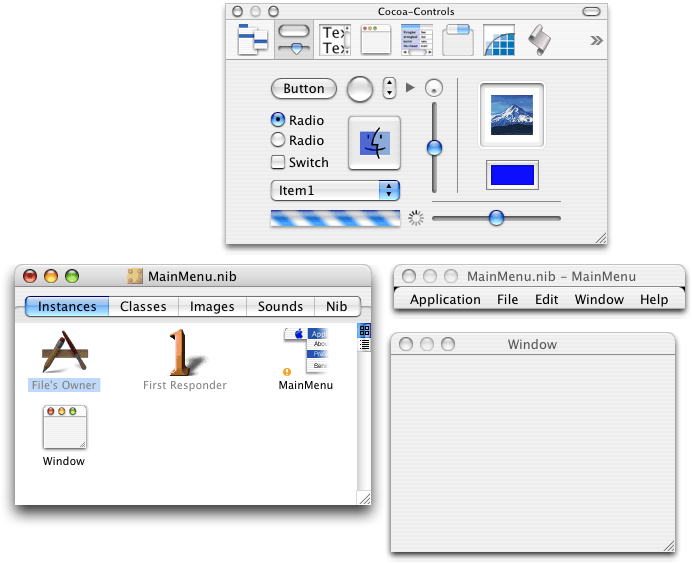 Cocoa-Controls
Tex
Tex
Button
Radio
Radio
Switch
Item1
MainMenu.nib
Instances Classes Images Sounds Nib
File's Owner First Responder MainMenu
Window
MainMenu.nib – MainMenu
Application File Edit Window Help
Window